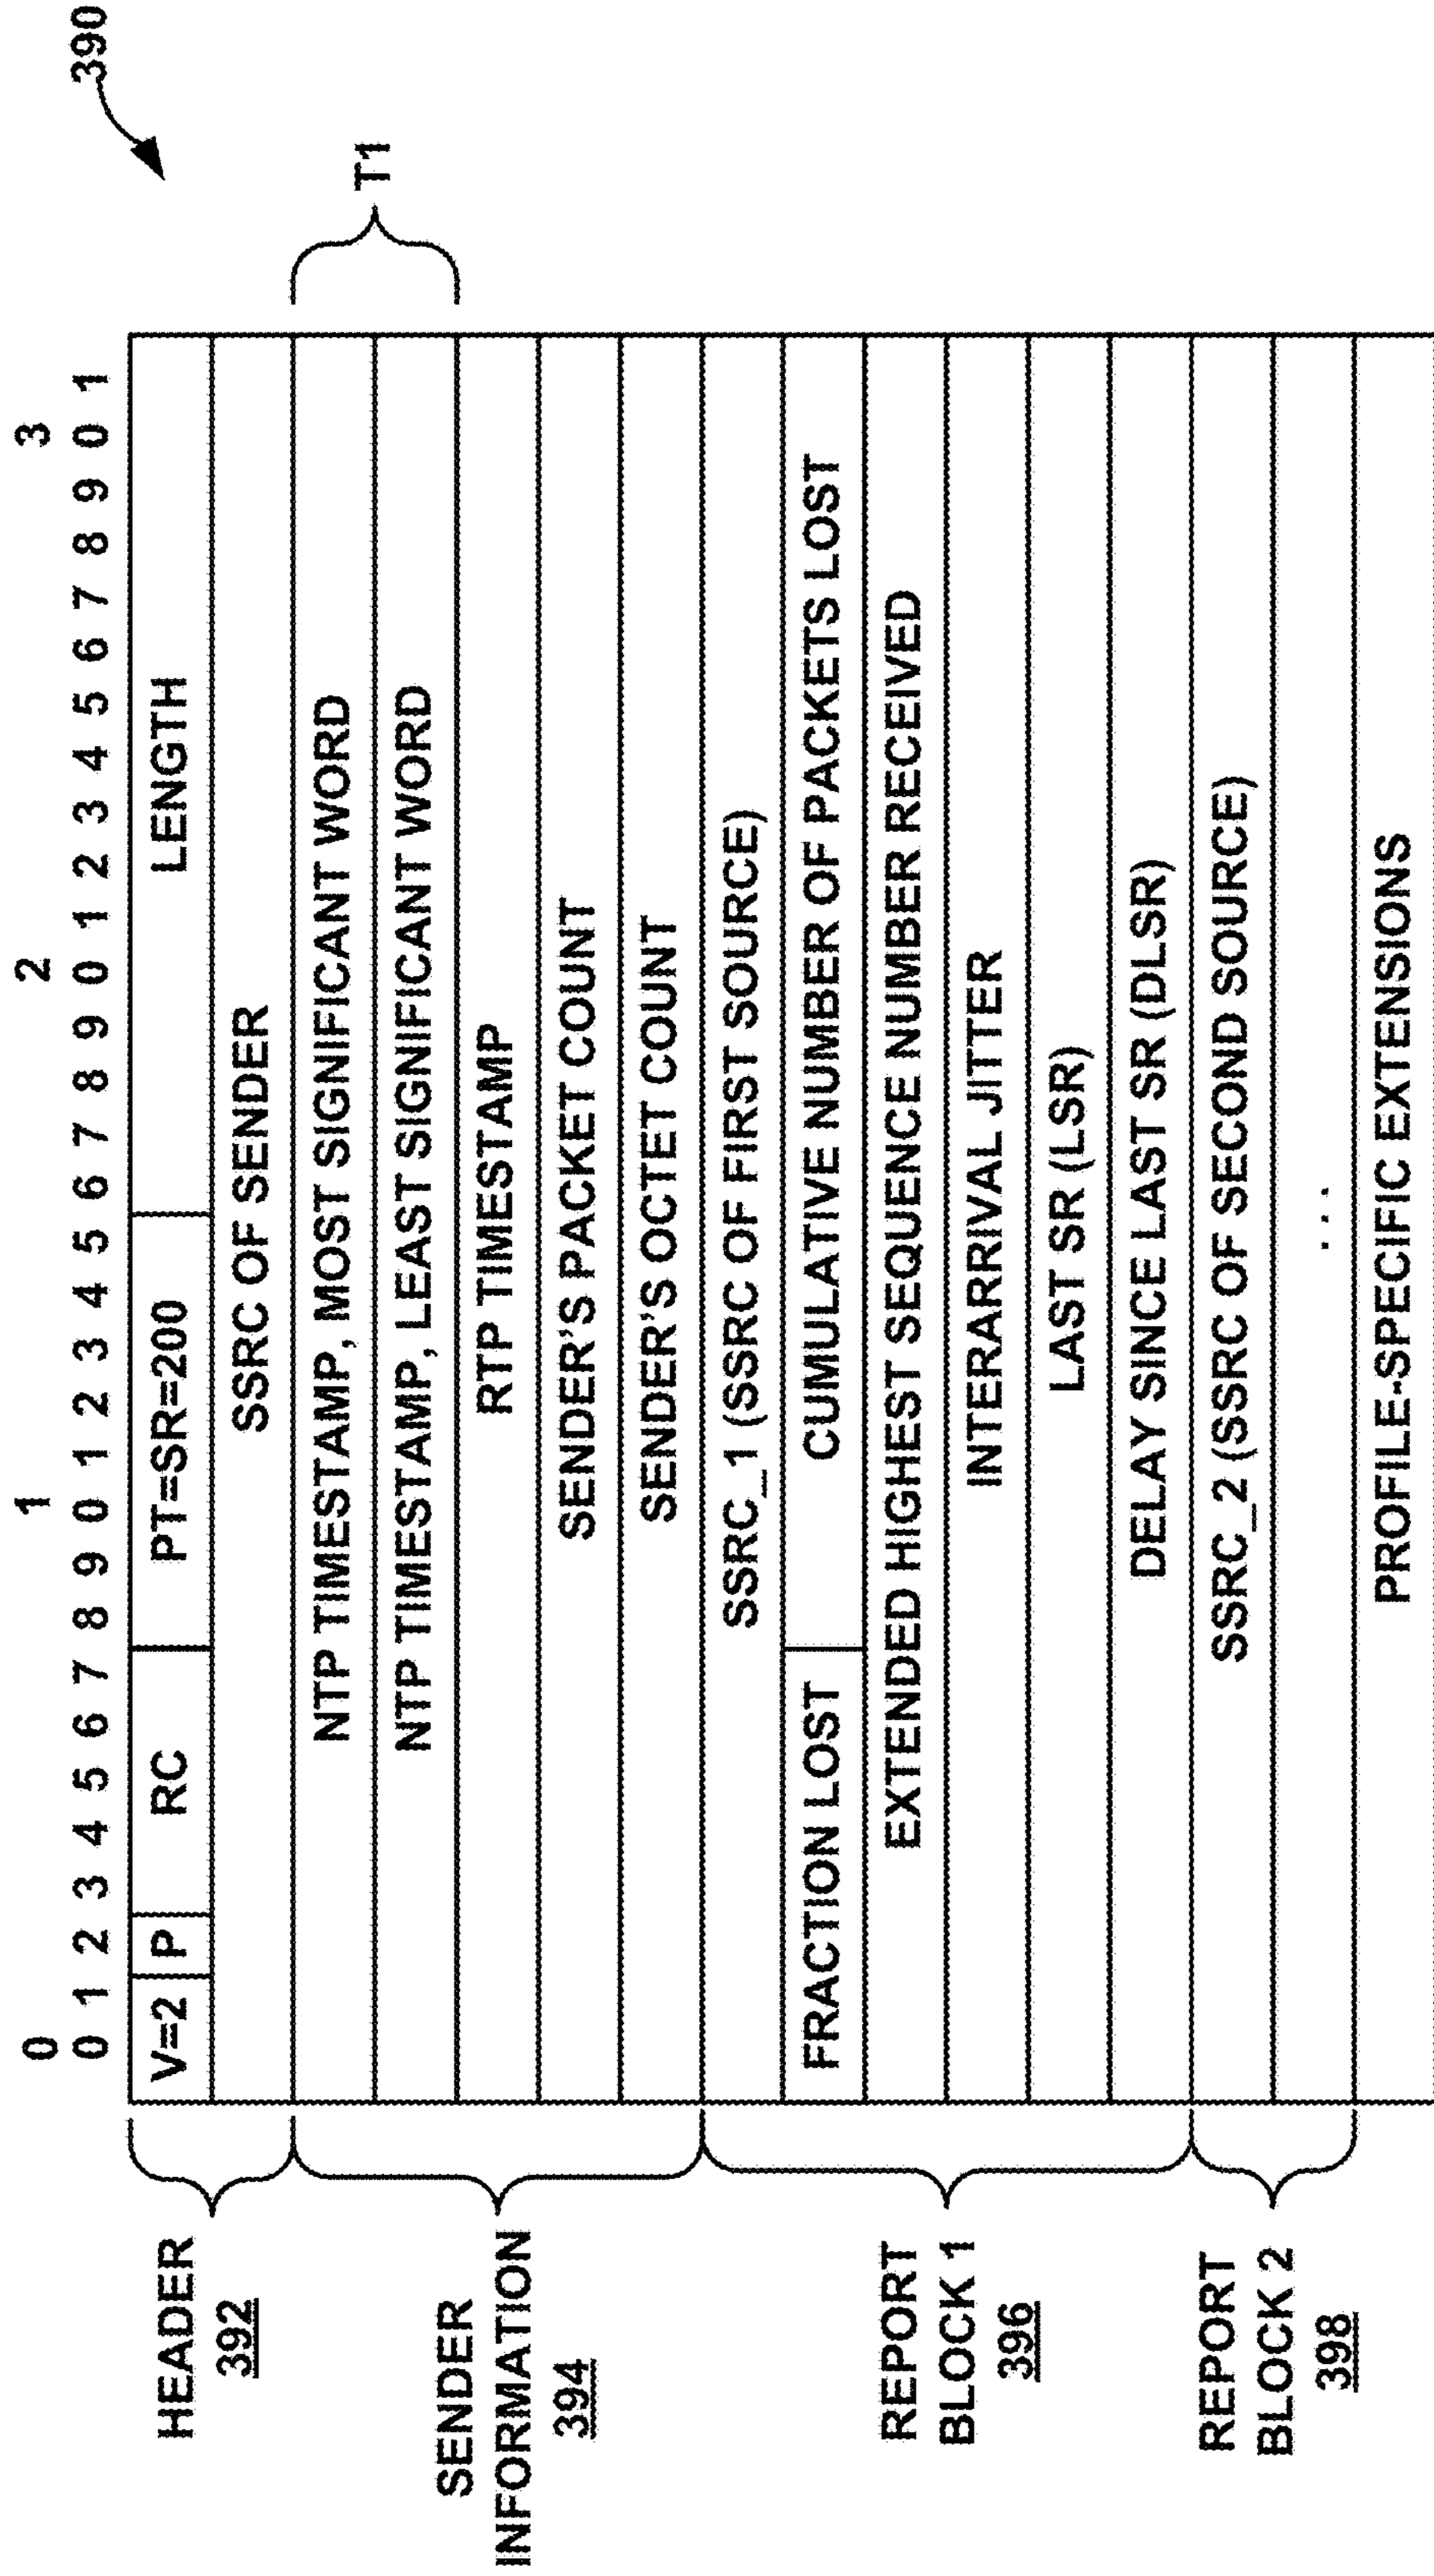 390
0 1 2 3
0 1 2 3 4 5 6 7 8 9 0 1 2 3 4 5 6 7 8 9 0 1 2 3 4 5 6 7 8 9 0 1
HEADER
392
V=2 P RC PT=SR=200 LENGTH
SSRC OF SENDER
SENDER
INFORMATION
394
NTP TIMESTAMP, MOST SIGNIFICANT WORD
NTP TIMESTAMP, LEAST SIGNIFICANT WORD
T1
RTP TIMESTAMP
SENDER'S PACKET COUNT
SENDER'S OCTET COUNT
REPORT
BLOCK 1
396
SSRC_1 (SSRC OF FIRST SOURCE)
FRACTION LOST CUMULATIVE NUMBER OF PACKETS LOST
EXTENDED HIGHEST SEQUENCE NUMBER RECEIVED
INTERARRIVAL JITTER
LAST SR (LSR)
DELAY SINCE LAST SR (DLSR)
REPORT
BLOCK 2
398
SSRC_2 (SSRC OF SECOND SOURCE)
...
PROFILE-SPECIFIC EXTENSIONS